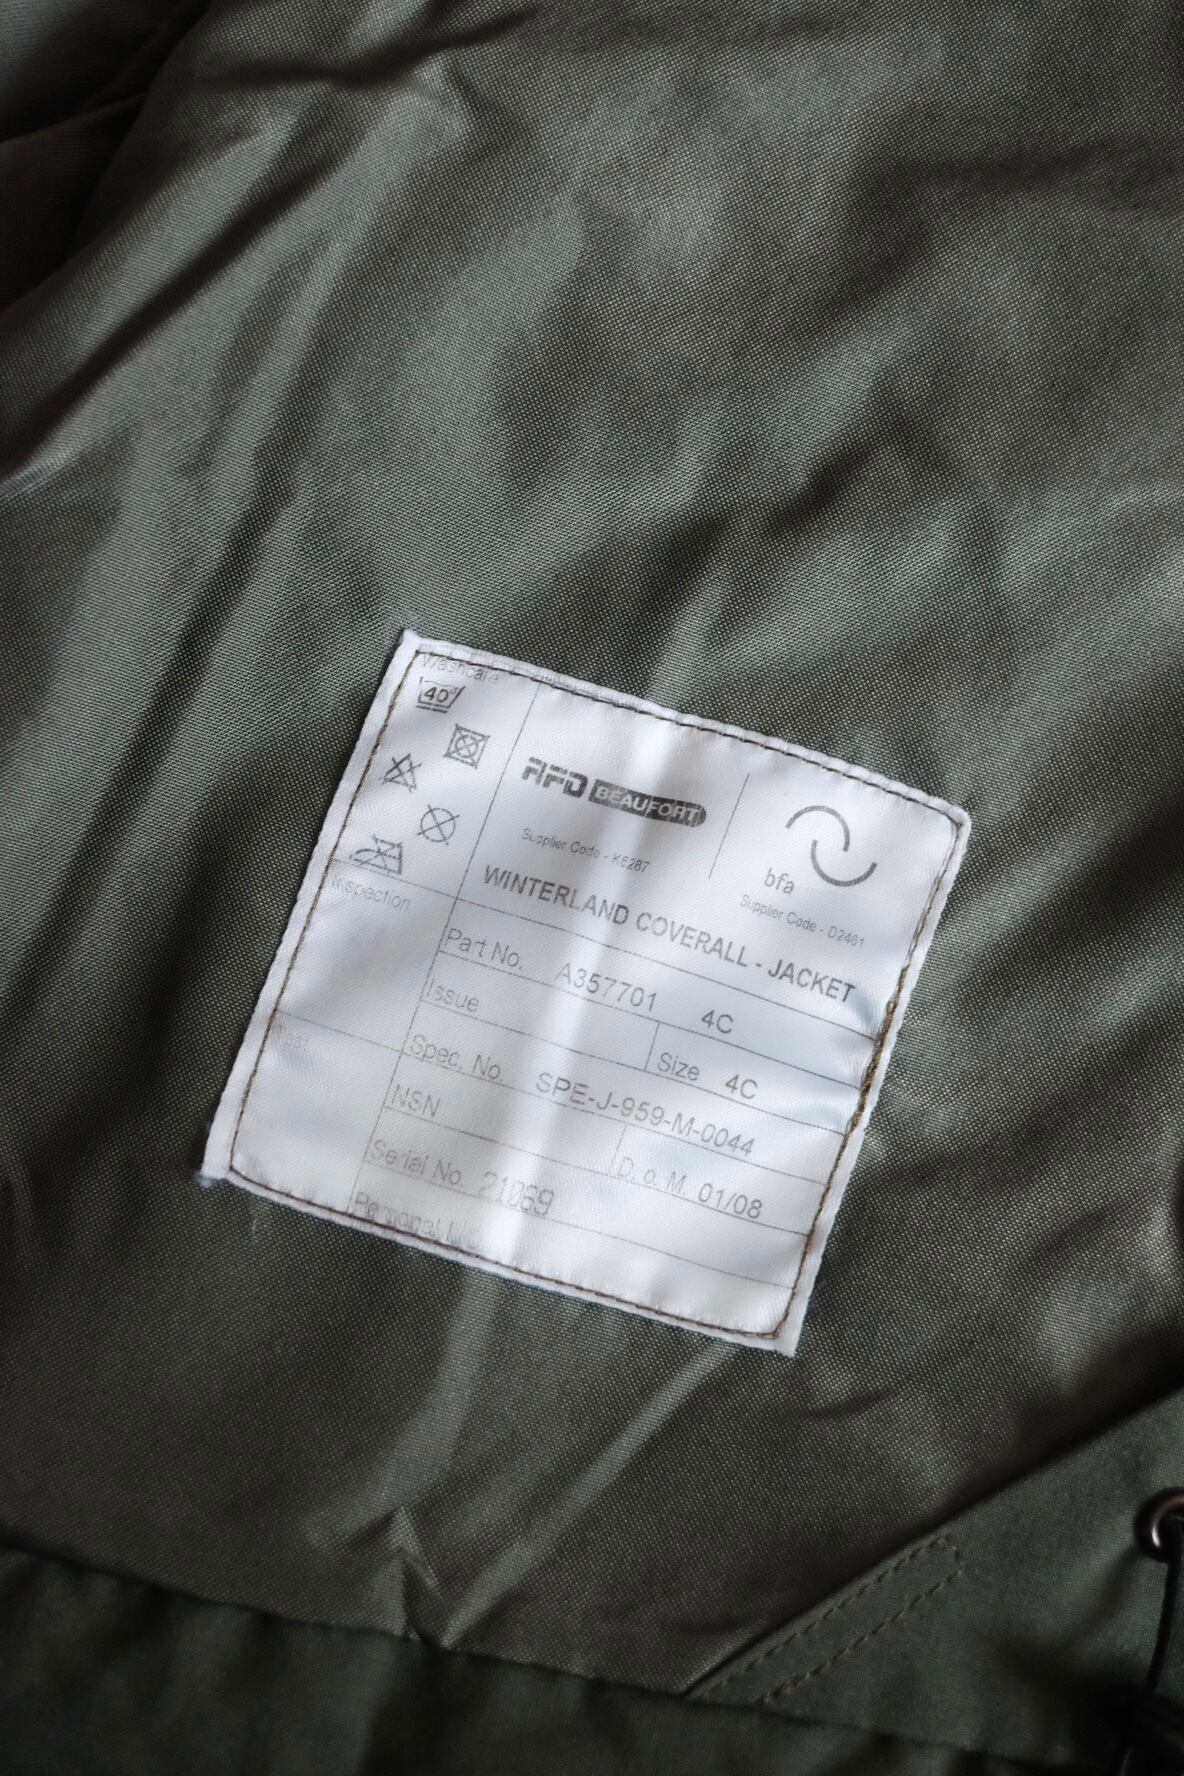 Washcare
40°
RFD BEAUFORT
Supplier Code - K6287
bfa
Supplier Code - D2461
WINTERLAND COVERALL - JACKET
Inspection
Part No. A357701 4C
Issue
Size 4C
Spec. No. SPE-J-959-M-0044
NSN
D. o. M. 01/08
Serial No. 21069
Personal